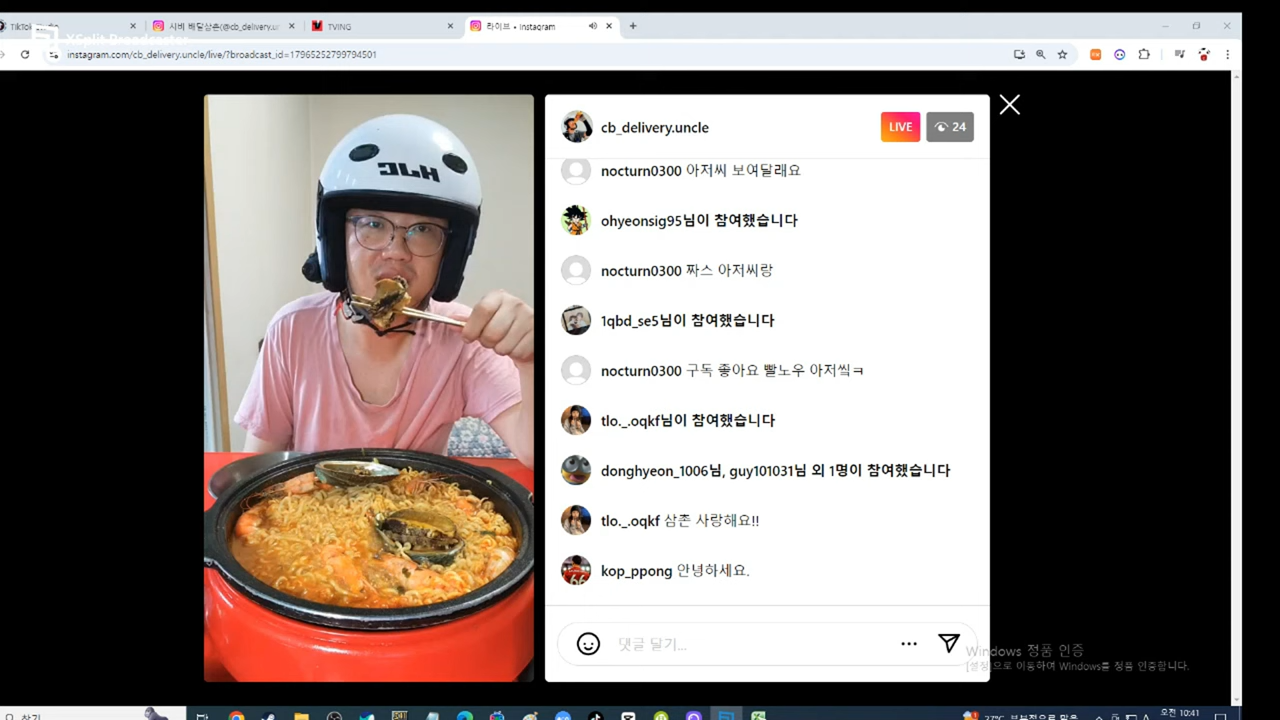 시비 배달삼촌(@cb_delivery.ur
TVING
라이브 • Instagram
XSplit Broadcaster
instagram.com/cb_delivery.uncle/live/?broadcast_id=17965252799794501
HJC
cb_delivery.uncle
LIVE
24
nocturn0300 아저씨 보여달래요
ohyeonsig95님이 참여했습니다
nocturn0300 짜스 아저씨랑
1qbd_se5님이 참여했습니다
nocturn0300 구독 좋아요 빨노우 아저씤ㅋ
tlo._.oqkf님이 참여했습니다
donghyeon_1006님, guy101031님 외 1명이 참여했습니다
tlo._.oqkf 삼촌 사랑해요!!
kop_ppong 안녕하세요.
댓글 달기...
Windows 정품 인증
[설정]으로 이동하여 Windows를 정품 인증합니다.
찾기
오전 10:41